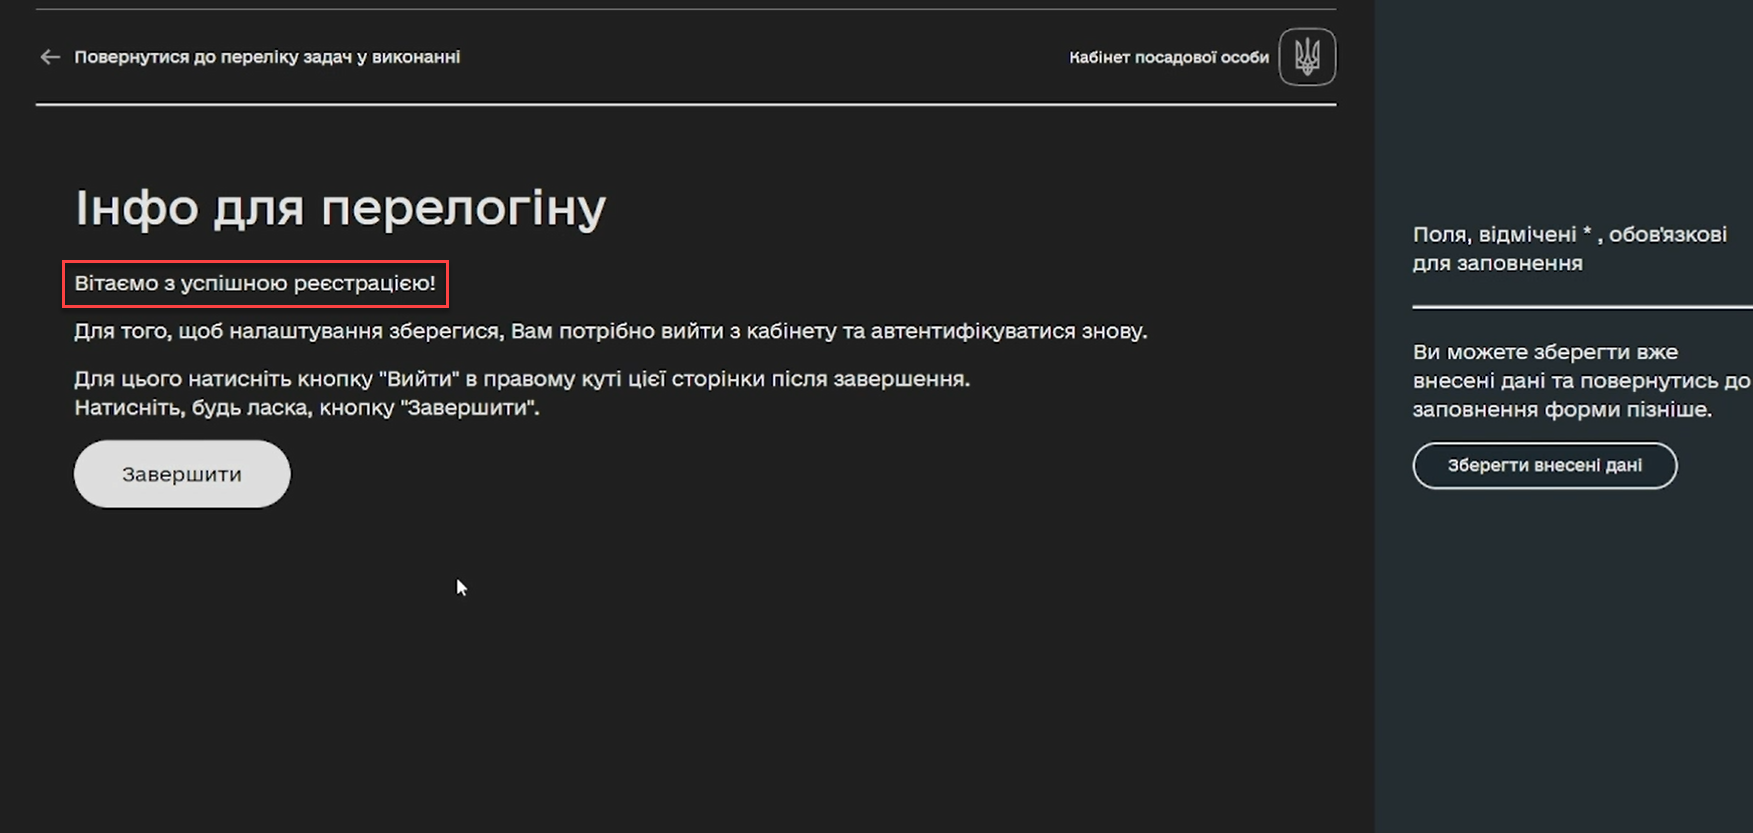 Повернутися до переліку задач у виконанні
Кабінет посадової особи
Інфо для перелогіну
Вітаємо з успішною реєстрацією!
Для того, щоб налаштування зберегися, Вам потрібно вийти з кабінету та автентифікуватися знову.
Для цього натисніть кнопку "Вийти" в правому куті цієї сторінки після завершення.
Натисніть, будь ласка, кнопку "Завершити".
Завершити
Поля, відмічені * , обов'язкові
для заповнення
Ви можете зберегти вже
внесені дані та повернутись до
заповнення форми пізніше.
Зберегти внесені дані